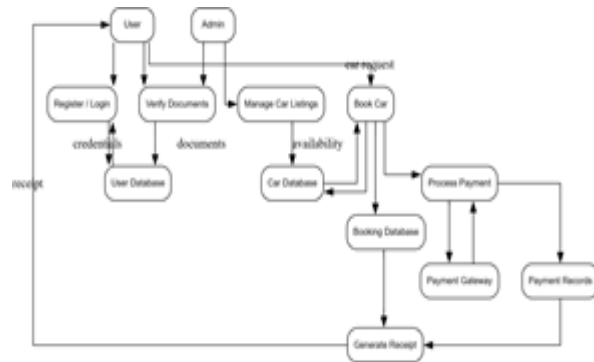 User
Admin
car request
Register / Login
Verify Documents
Manage Car Listings
Book Car
credentials
documents
availability
User Database
Car Database
Process Payment
receipt
Booking Database
Payment Gateway
Payment Records
Generate Receipt